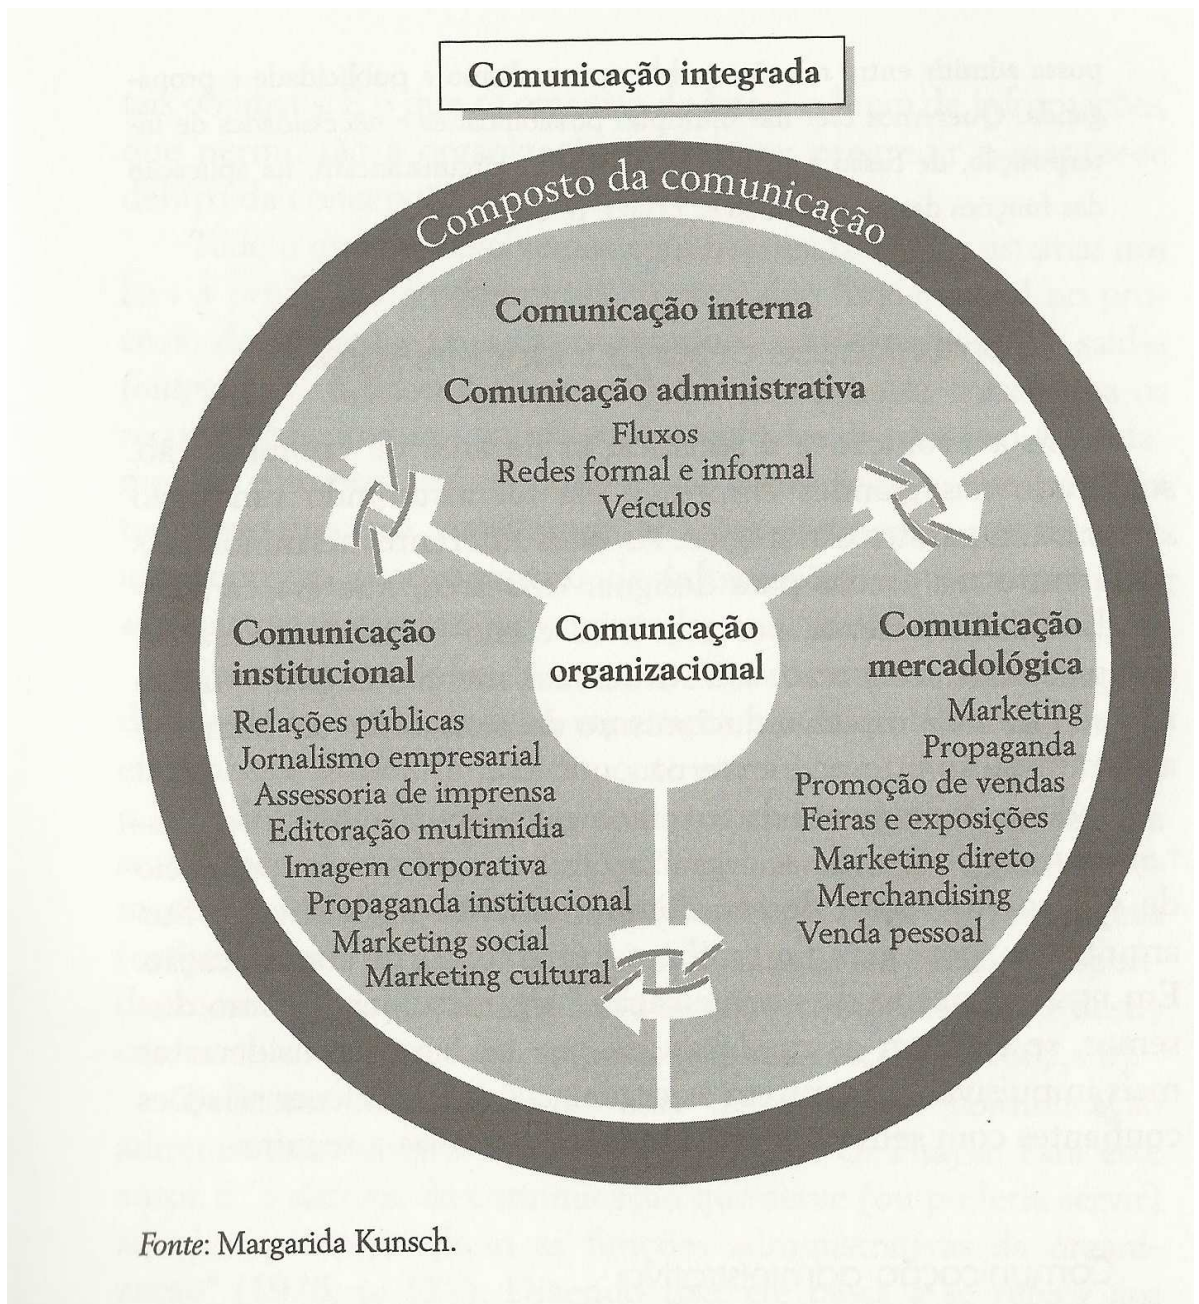 Comunicação integrada
Composto da comunicação
Comunicação interna
Comunicação administrativa
Fluxos
Redes formal e informal
Veículos
Comunicação
organizacional
Comunicação
institucional
Relações públicas
Jornalismo empresarial
Assessoria de imprensa
Editoração multimídia
Imagem corporativa
Propaganda institucional
Marketing social
Marketing cultural
Comunicação
mercadológica
Marketing
Propaganda
Promoção de vendas
Feiras e exposições
Marketing direto
Merchandising
Venda pessoal
Fonte: Margarida Kunsch.